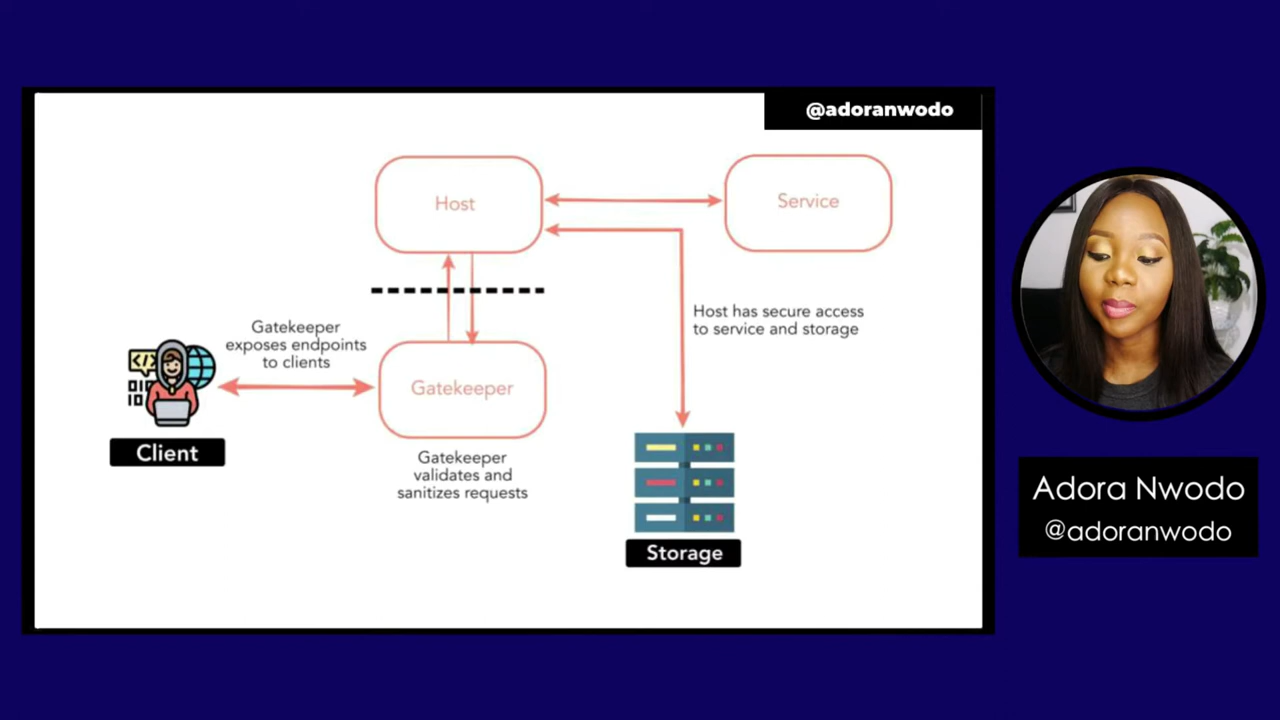 @adoranwodo
Host
Service
Host has secure access
to service and storage
Gatekeeper
exposes endpoints
to clients
</>
Gatekeeper
Client
Gatekeeper
validates and
sanitizes requests
Storage
Adora Nwodo
@adoranwodo